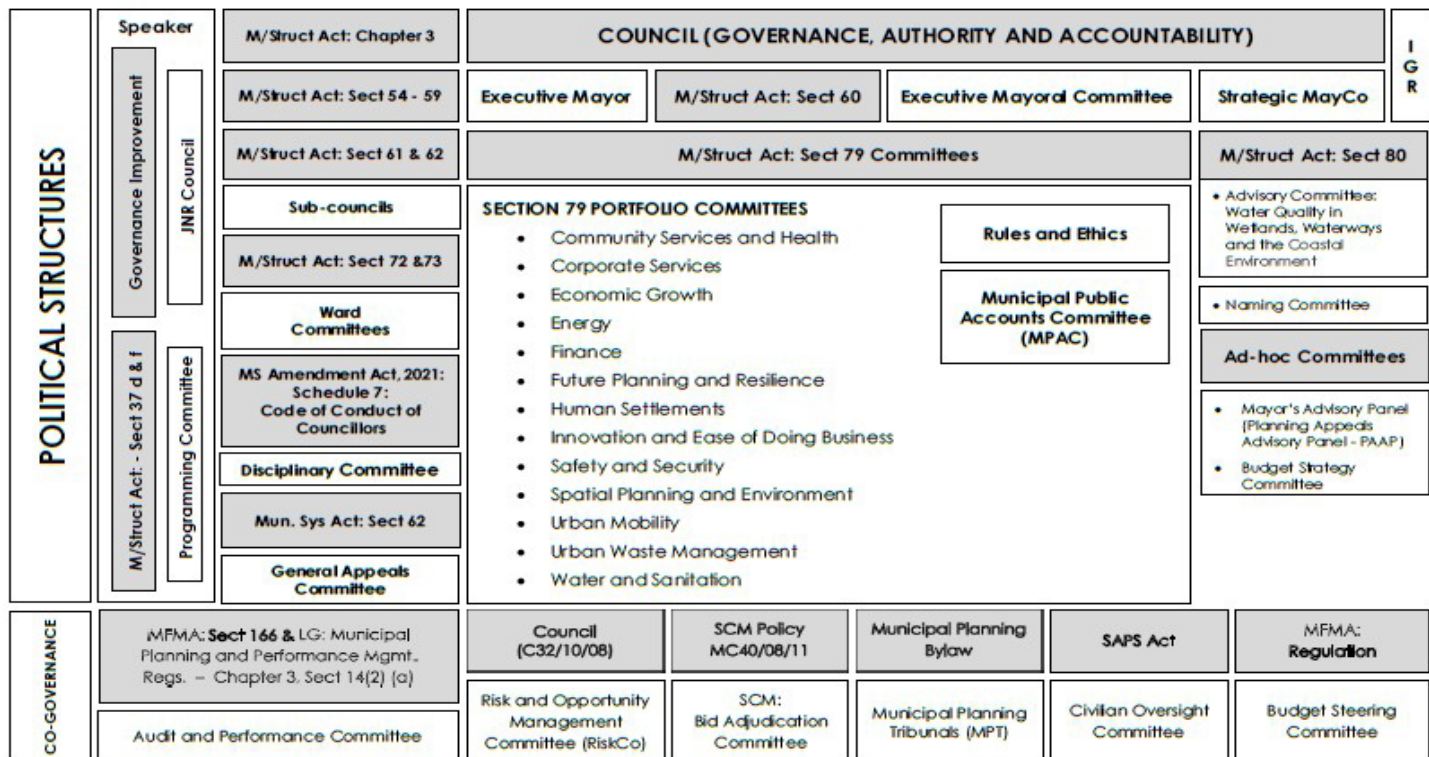 POLITICAL STRUCTURES
Speaker
Governance Improvement
JNR Council
M/Struct Act: - Sect 37 d & f
Programming Committee
M/Struct Act: Chapter 3
COUNCIL (GOVERNANCE, AUTHORITY AND ACCOUNTABILITY)
I
G
R
M/Struct Act: Sect 54 - 59
Executive Mayor
M/Struct Act: Sect 60
Executive Mayoral Committee
Strategic MayCo
M/Struct Act: Sect 61 & 62
M/Struct Act: Sect 79 Committees
M/Struct Act: Sect 80
Sub-councils
M/Struct Act: Sect 72 &73
Ward
Committees
MS Amendment Act, 2021:
Schedule 7:
Code of Conduct of
Councillors
Disciplinary Committee
Mun. Sys Act: Sect 62
General Appeals
Committee
SECTION 79 PORTFOLIO COMMITTEES
• Community Services and Health
• Corporate Services
• Economic Growth
• Energy
• Finance
• Future Planning and Resilience
• Human Settlements
• Innovation and Ease of Doing Business
• Safety and Security
• Spatial Planning and Environment
• Urban Mobility
• Urban Waste Management
• Water and Sanitation
Rules and Ethics
Municipal Public
Accounts Committee
(MPAC)
• Advisory Committee:
Water Quality in
Wetlands, Waterways
and the Coastal
Environment
• Naming Committee
Ad-hoc Committees
• Mayor's Advisory Panel
(Planning Appeals
Advisory Panel - PAAP)
• Budget Strategy
Committee
CO-GOVERNANCE
MFMA: Sect 166 & LG: Municipal
Planning and Performance Mgmt.
Regs. – Chapter 3, Sect 14(2) (a)
Audit and Performance Committee
Council
(C32/10/08)
Risk and Opportunity
Management
Committee (RiskCo)
SCM Policy
MC40/08/11
SCM:
Bid Adjudication
Committee
Municipal Planning
Bylaw
Municipal Planning
Tribunals (MPT)
SAPS Act
Civilian Oversight
Committee
MFMA:
Regulation
Budget Steering
Committee